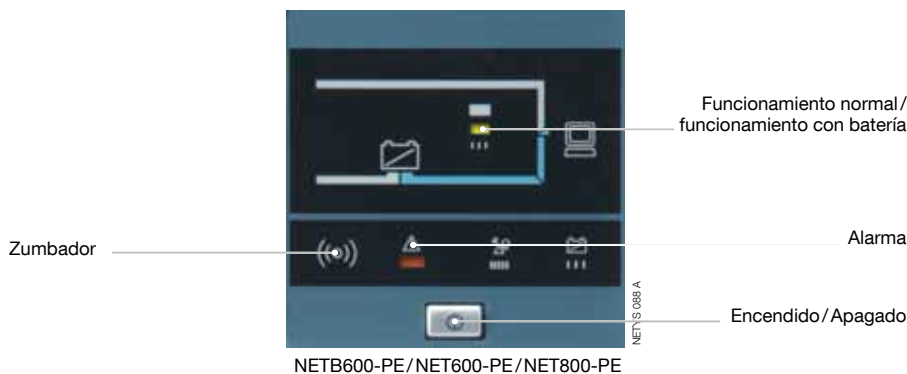 Funcionamiento normal/
funcionamiento con batería
Zumbador
Alarma
NETYS 088 A
Encendido/Apagado
NETB600-PE/NET600-PE/NET800-PE